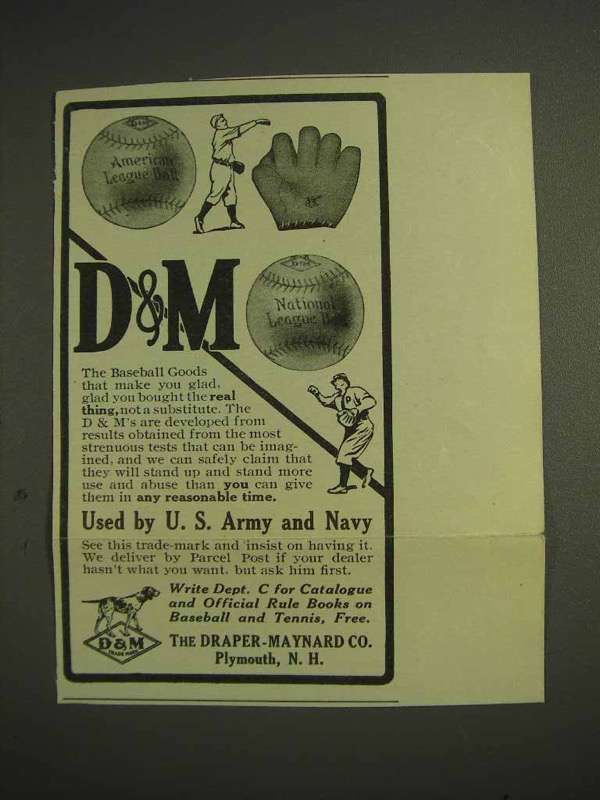 D&M
American
League Ball
D&M
D&M
National
League Ball
The Baseball Goods
that make you glad,
glad you bought the real
thing, not a substitute. The
D & M's are developed from
results obtained from the most
strenuous tests that can be imag-
ined, and we can safely claim that
they will stand up and stand more
use and abuse than you can give
them in any reasonable time.
Used by U. S. Army and Navy
See this trade-mark and insist on having it.
We deliver by Parcel Post if your dealer
hasn't what you want, but ask him first.
Write Dept. C for Catalogue
and Official Rule Books on
Baseball and Tennis, Free.
D&M
TRADE MARK
THE DRAPER-MAYNARD CO.
Plymouth, N. H.